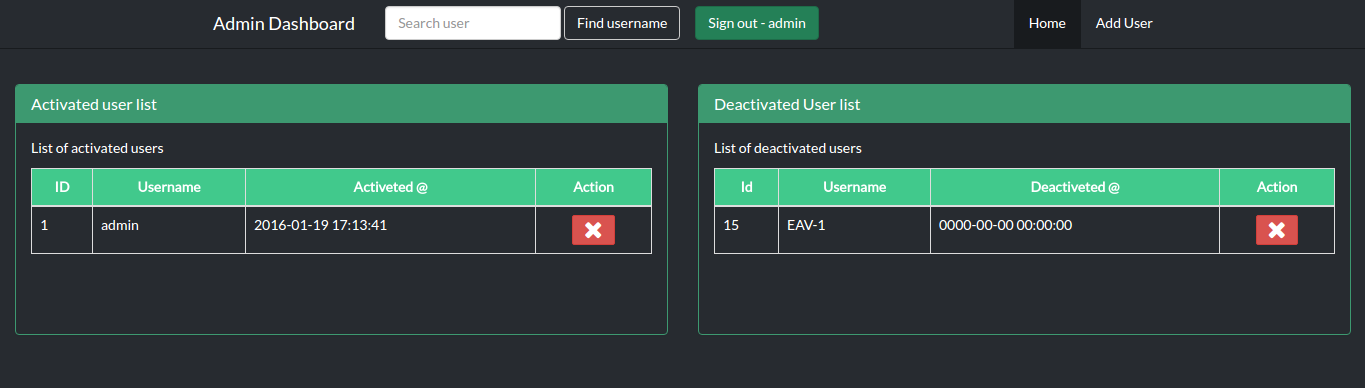 Admin Dashboard Search user Find username Sign out - admin Home Add User
Activated user list
List of activated users
ID Username Activeted @ Action
1 admin 2016-01-19 17:13:41
Deactivated User list
List of deactivated users
Id Username Deactiveted @ Action
15 EAV-1 0000-00-00 00:00:00